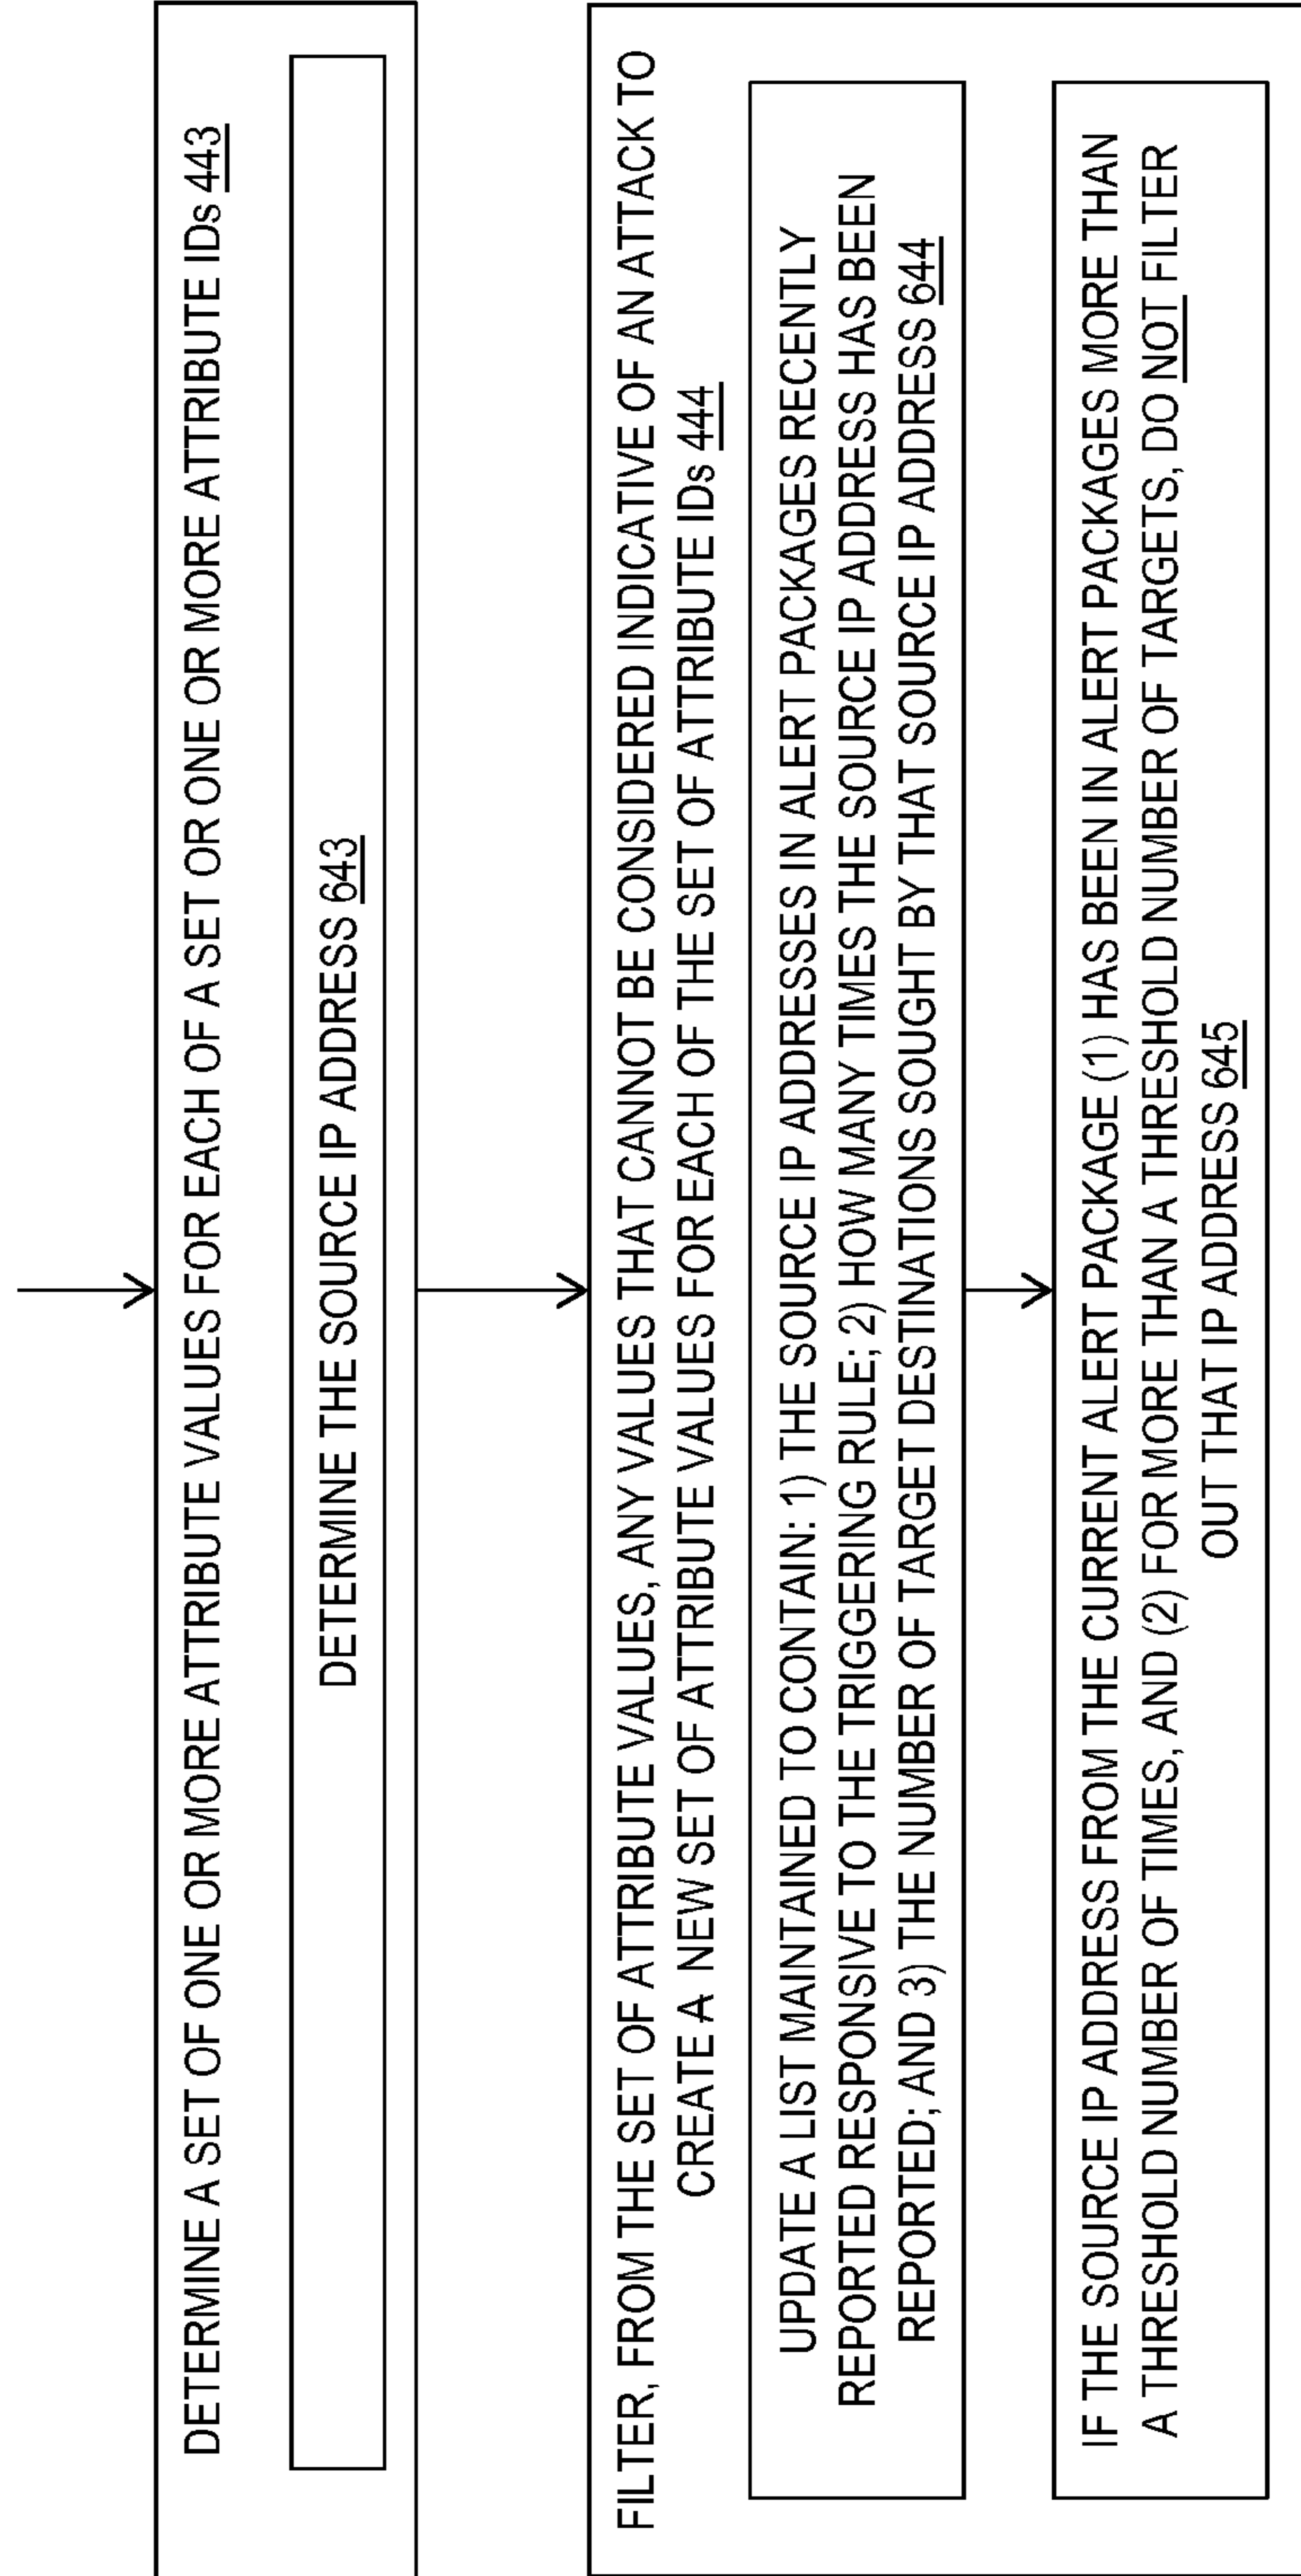 DETERMINE A SET OF ONE OR MORE ATTRIBUTE VALUES FOR EACH OF A SET OR ONE OR MORE ATTRIBUTE IDs 443
DETERMINE THE SOURCE IP ADDRESS 643
FILTER, FROM THE SET OF ATTRIBUTE VALUES, ANY VALUES THAT CANNOT BE CONSIDERED INDICATIVE OF AN ATTACK TO
CREATE A NEW SET OF ATTRIBUTE VALUES FOR EACH OF THE SET OF ATTRIBUTE IDs 444
UPDATE A LIST MAINTAINED TO CONTAIN: 1) THE SOURCE IP ADDRESSES IN ALERT PACKAGES RECENTLY
REPORTED RESPONSIVE TO THE TRIGGERING RULE; 2) HOW MANY TIMES THE SOURCE IP ADDRESS HAS BEEN
REPORTED; AND 3) THE NUMBER OF TARGET DESTINATIONS SOUGHT BY THAT SOURCE IP ADDRESS 644
IF THE SOURCE IP ADDRESS FROM THE CURRENT ALERT PACKAGE (1) HAS BEEN IN ALERT PACKAGES MORE THAN
A THRESHOLD NUMBER OF TIMES, AND (2) FOR MORE THAN A THRESHOLD NUMBER OF TARGETS, DO NOT FILTER
OUT THAT IP ADDRESS 645